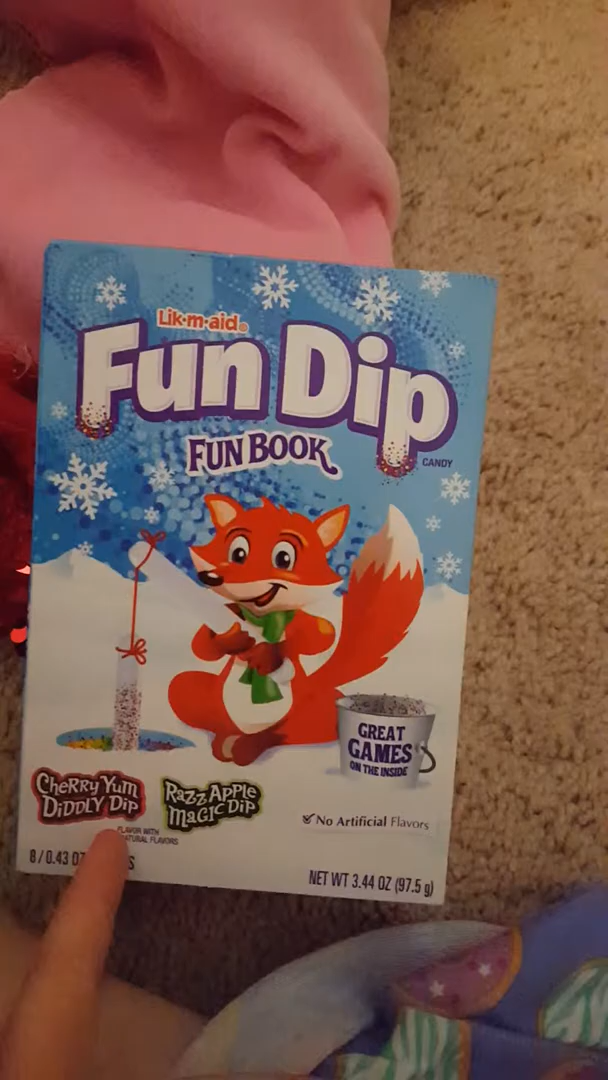 Lik·m·aid®
Fun Dip
CANDY
FUN BOOK
GREAT
GAMES
ON THE INSIDE
CHeRRy YuM
DiDDLy Dip
RaZZ APPle
MaGiC Dip
FLAVOR WITH
NATURAL FLAVORS
No Artificial Flavors
8 / 0.43 OZ
NET WT 3.44 OZ (97.5 g)